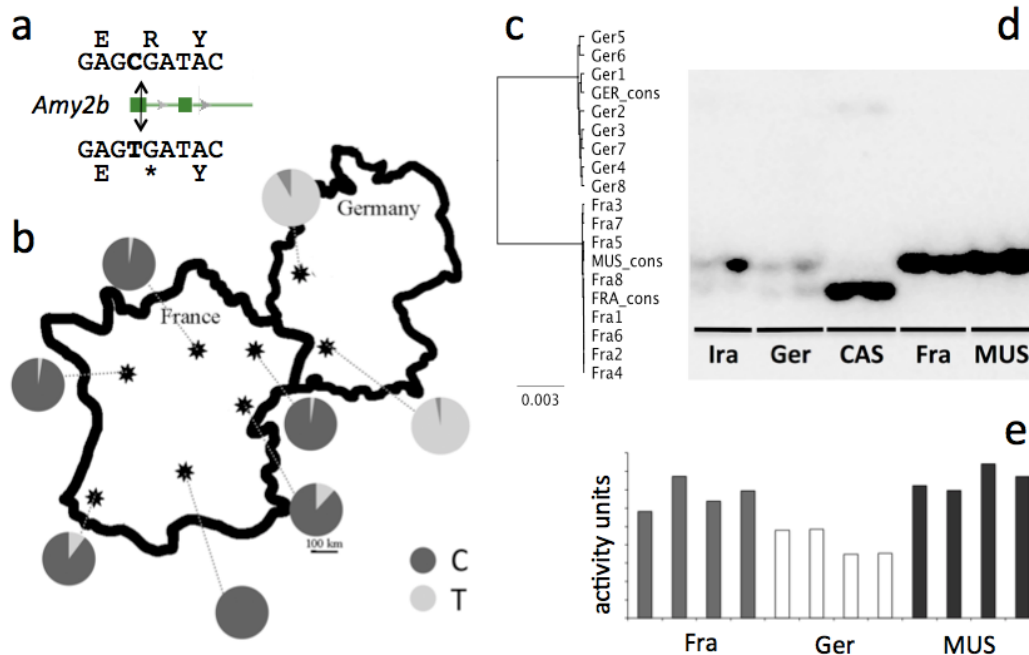 a
E R Y
GAGCGATAC
Amy2b
GAGTGATAC
E * Y
b
Germany
France
100 km
C
T
c
Ger5
Ger6
Ger1
GER_cons
Ger2
Ger3
Ger7
Ger4
Ger8
Fra3
Fra7
Fra5
MUS_cons
Fra8
FRA_cons
Fra1
Fra6
Fra2
Fra4
0.003
d
Ira Ger CAS Fra MUS
e
activity units
Fra Ger MUS